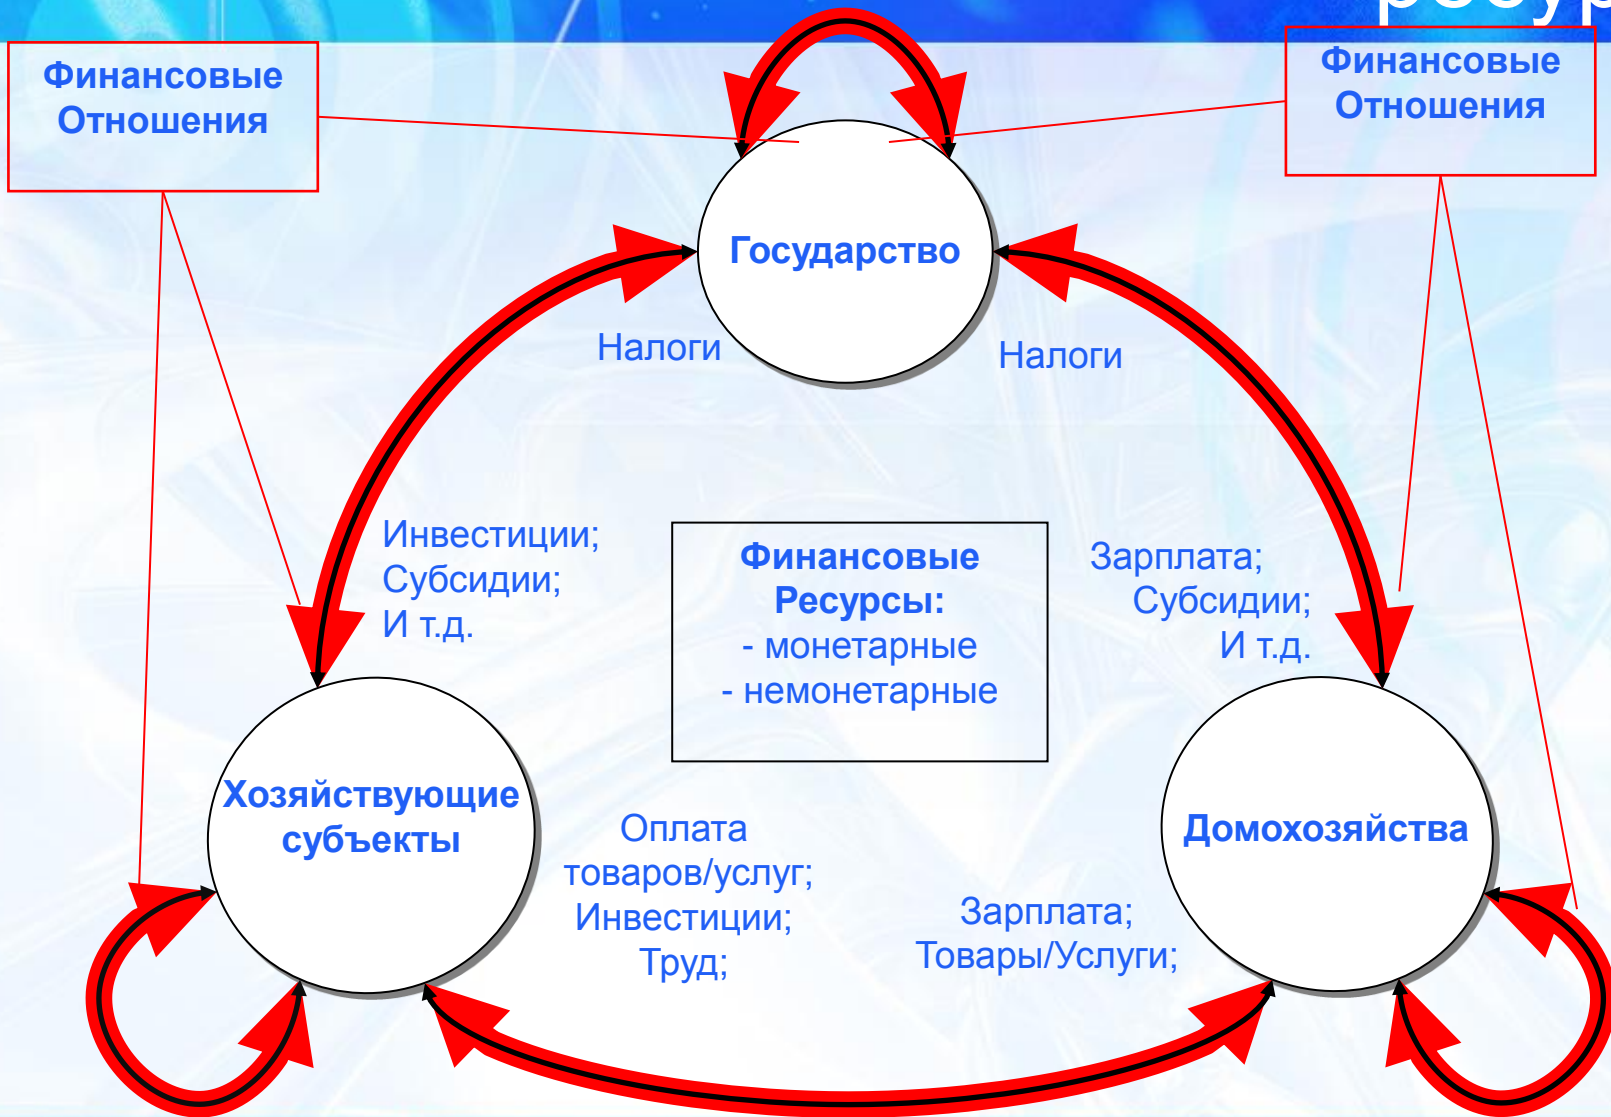 Финансовые
Отношения
Финансовые
Отношения
Государство
Налоги
Налоги
Инвестиции;
Субсидии;
И т.д.
Финансовые
Ресурсы:
- монетарные
- немонетарные
Зарплата;
Субсидии;
И т.д.
Хозяйствующие
субъекты
Оплата
товаров/услуг;
Инвестиции;
Труд;
Зарплата;
Товары/Услуги;
Домохозяйства